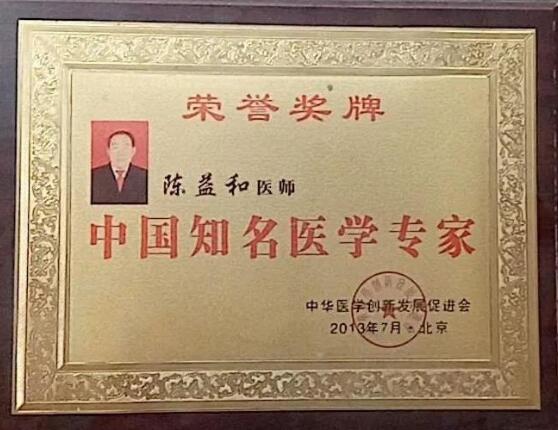 荣誉奖牌
陈益和医师
中国知名医学专家
中华医学创新发展促进会
2013年7月·北京